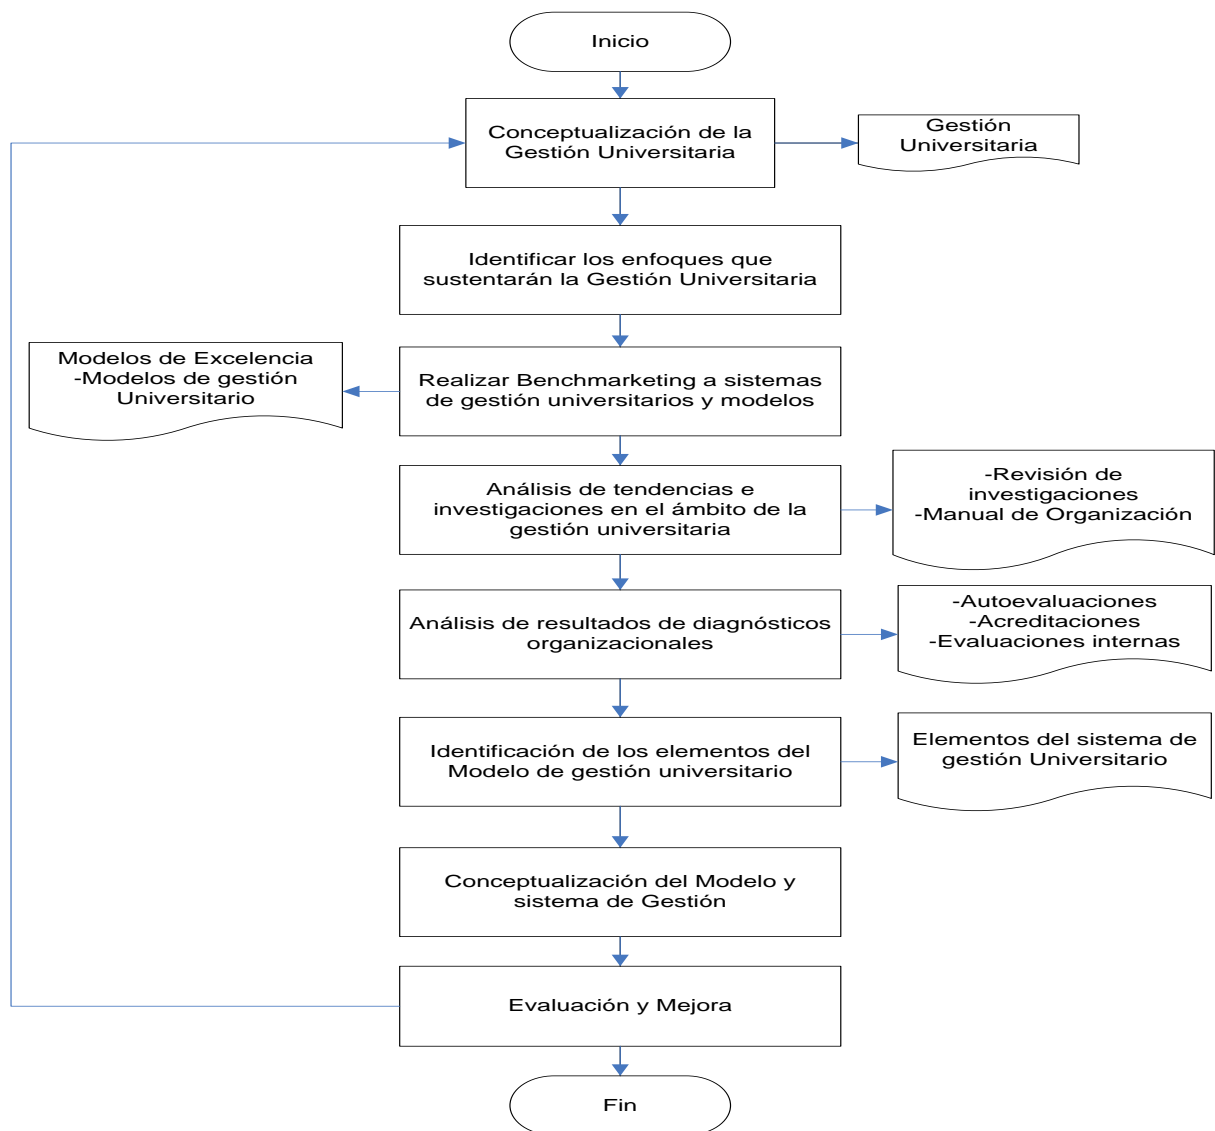 Inicio
Conceptualización de la
Gestión Universitaria
Gestión
Universitaria
Identificar los enfoques que
sustentarán la Gestión Universitaria
Modelos de Excelencia
-Modelos de gestión
Universitario
Realizar Benchmarketing a sistemas
de gestión universitarios y modelos
Análisis de tendencias e
investigaciones en el ámbito de la
gestión universitaria
-Revisión de
investigaciones
-Manual de Organización
Análisis de resultados de diagnósticos
organizacionales
-Autoevaluaciones
-Acreditaciones
-Evaluaciones internas
Identificación de los elementos del
Modelo de gestión universitario
Elementos del sistema de
gestión Universitario
Conceptualización del Modelo y
sistema de Gestión
Evaluación y Mejora
Fin